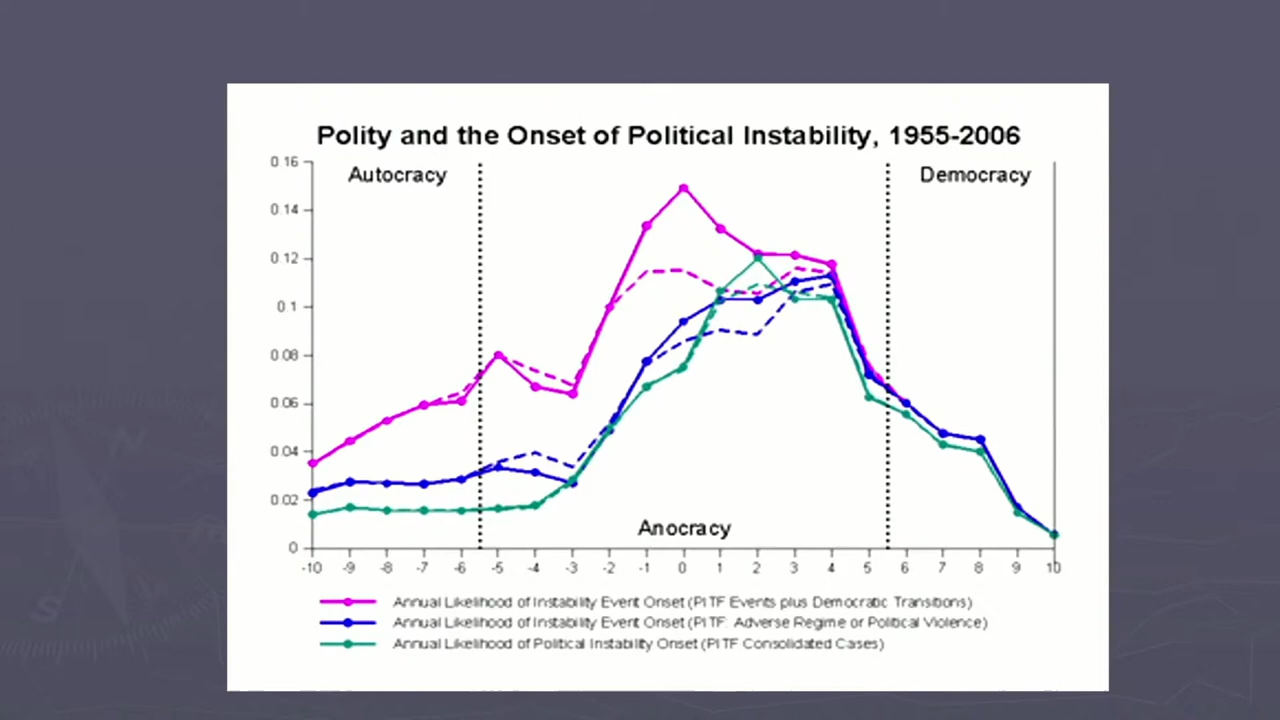 Polity and the Onset of Political Instability, 1955-2006
0.16
Autocracy
Democracy
0.14
0.12
0.1
0.08
0.06
0.04
0.02
Anocracy
0
-10 -9 -8 -7 -6 -5 -4 -3 -2 -1 0 1 2 3 4 5 6 7 8 9 10
Annual Likelihood of Instability Event Onset (PITF Events plus Democratic Transitions)
Annual Likelihood of Instability Event Onset (PITF Adverse Regime or Political Violence)
Annual Likelihood of Political Instability Onset (PITF Consolidated Cases)
N
S